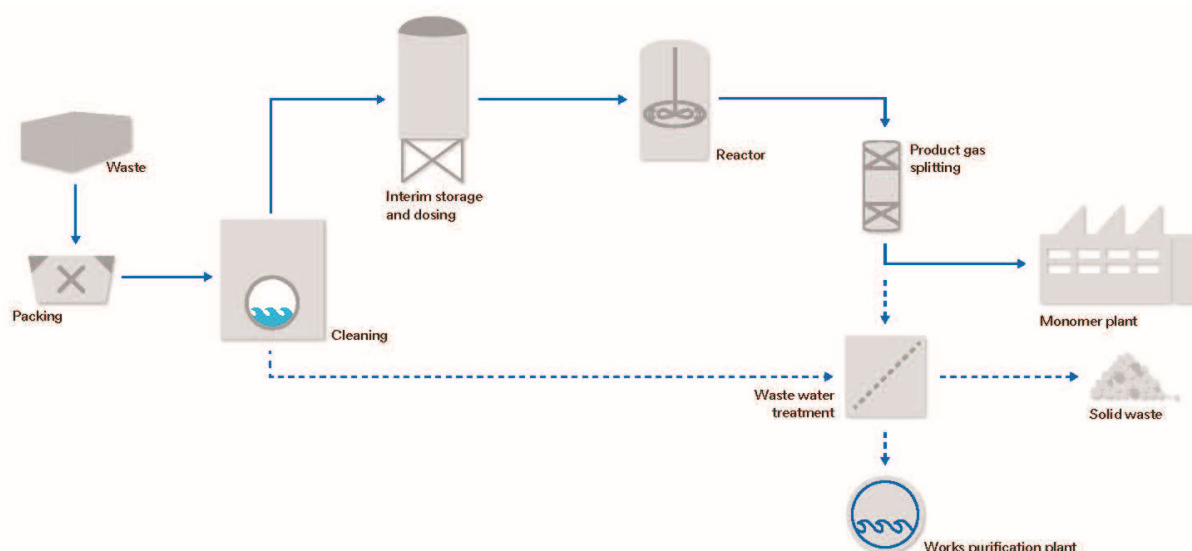 Waste
Packing
Cleaning
Interim storage
and dosing
Reactor
Product gas
splitting
Monomer plant
Waste water
treatment
Solid waste
Works purification plant